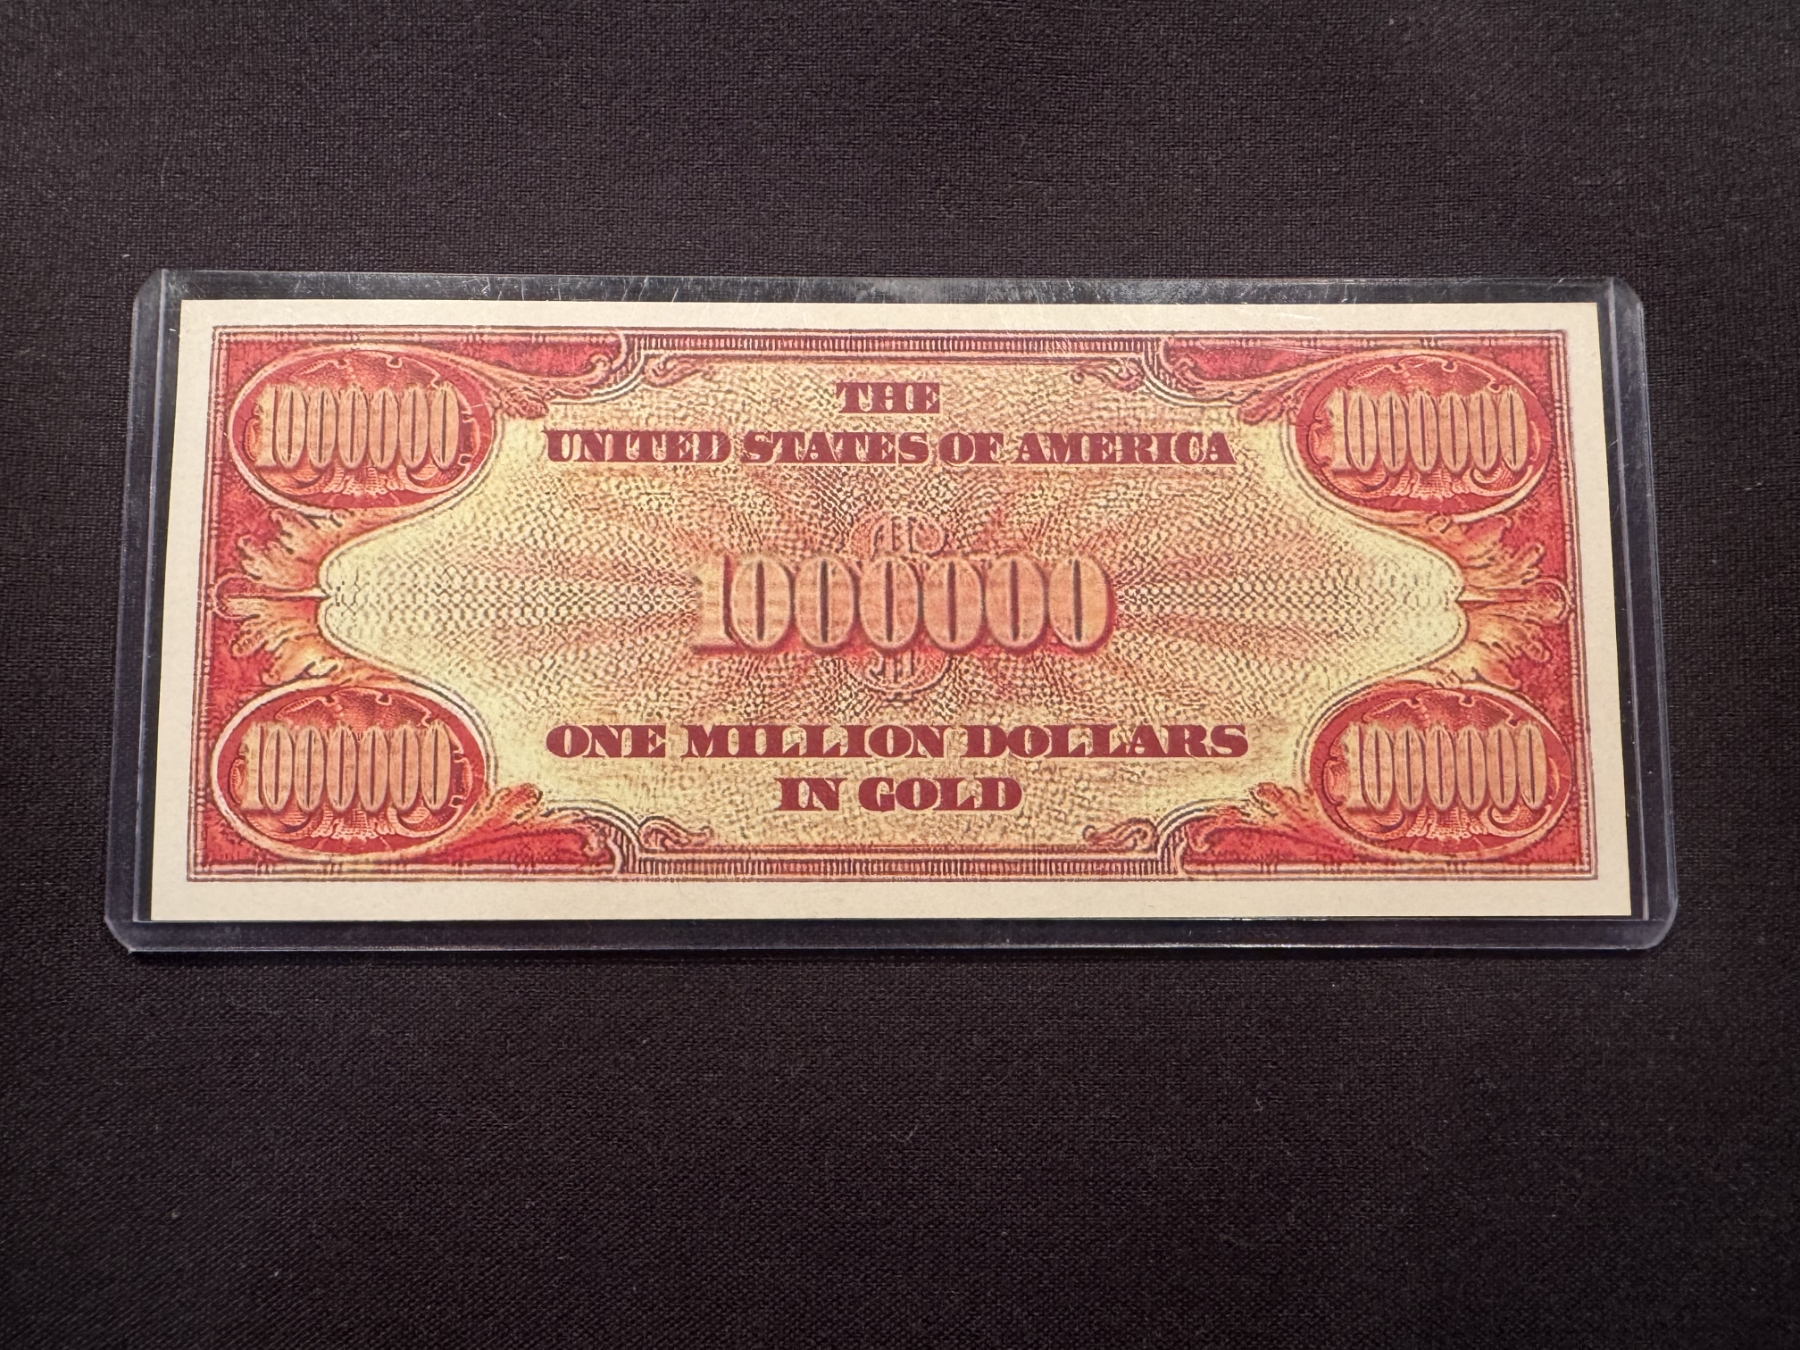 1000000 1000000
THE
UNITED STATES OF AMERICA
1000000
ONE MILLION DOLLARS
IN GOLD
1000000 1000000